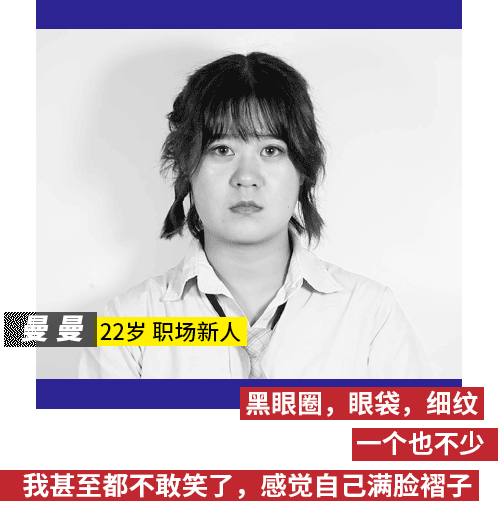 曼曼
22岁 职场新人
黑眼圈，眼袋，细纹
一个也不少
我甚至都不敢笑了，感觉自己满脸褶子